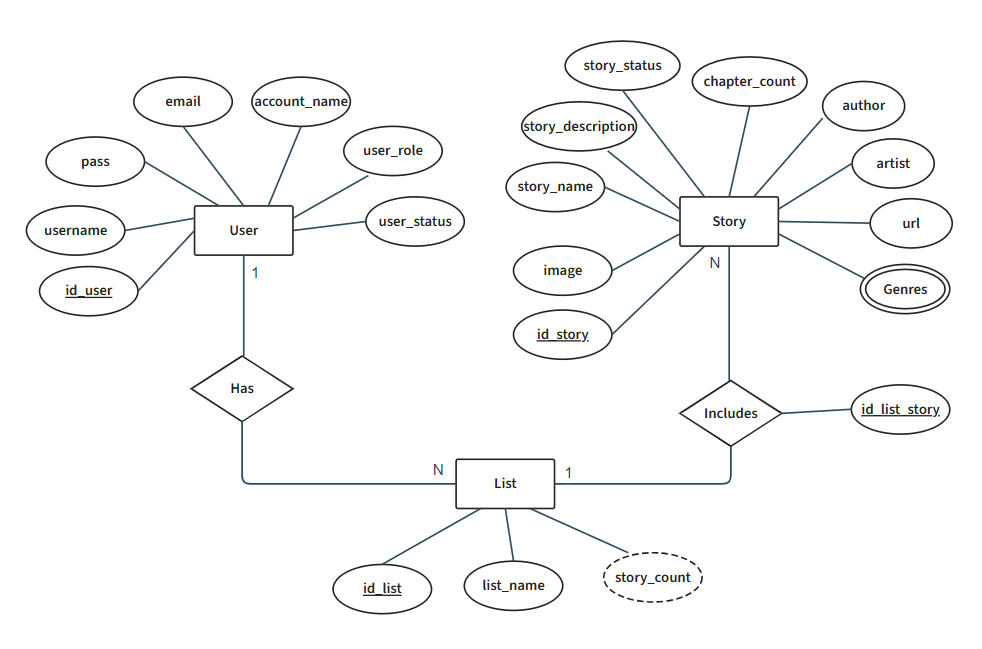 story_status
chapter_count
email
account_name
author
story_description
user_role
pass
artist
story_name
user_status
url
username
User
Story
1
N
image
id_user
Genres
id_story
Has
Includes
id_list_story
N
List
1
id_list
list_name
story_count